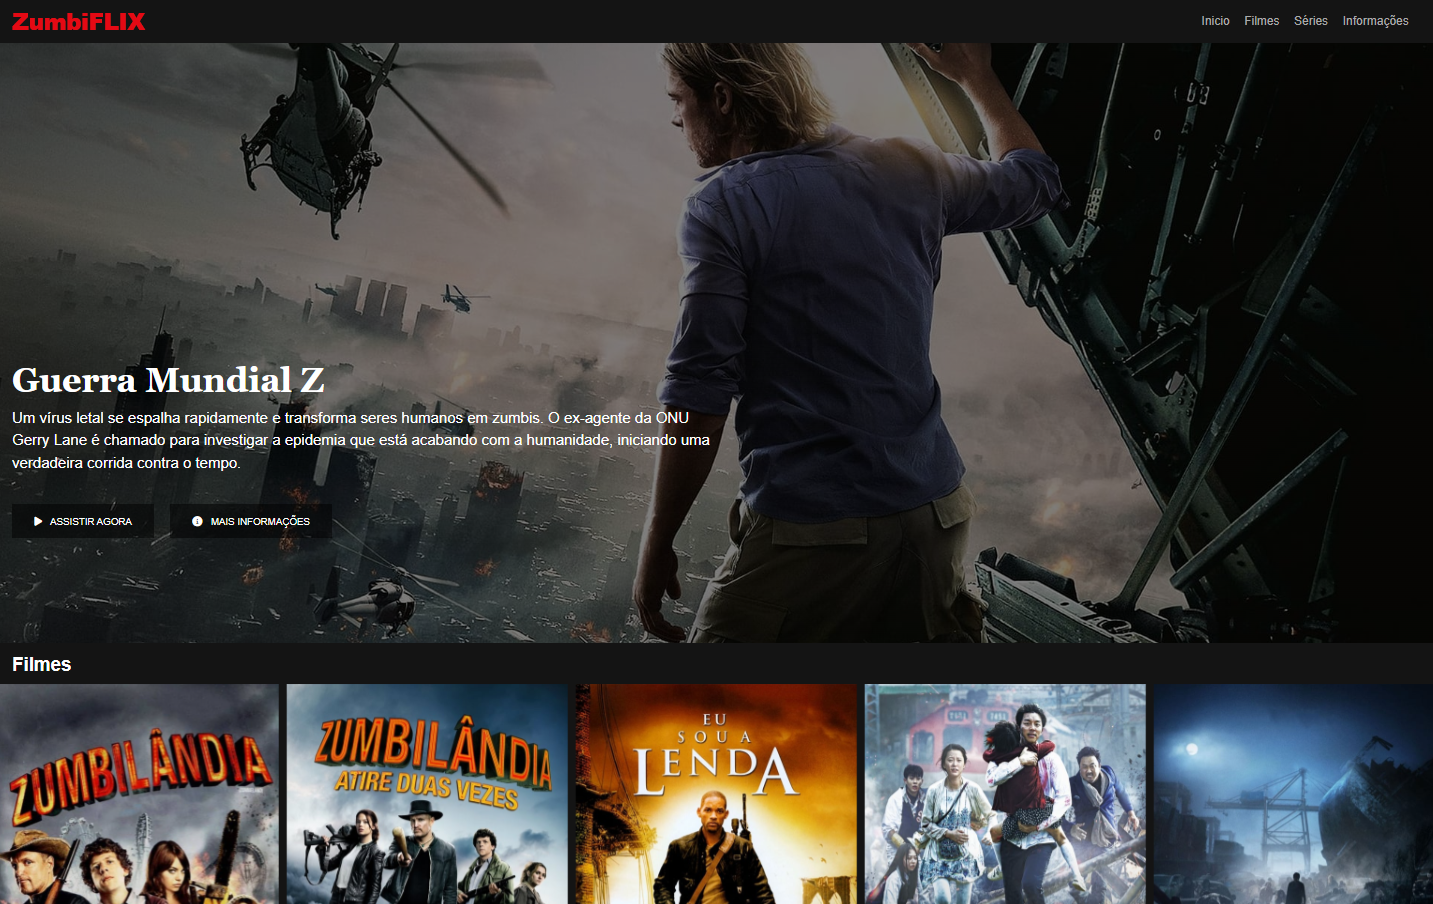 ZumbiFLIX
Inicio Filmes Séries Informações
Guerra Mundial Z
Um vírus letal se espalha rapidamente e transforma seres humanos em zumbis. O ex-agente da ONU
Gerry Lane é chamado para investigar a epidemia que está acabando com a humanidade, iniciando uma
verdadeira corrida contra o tempo.
ASSISTIR AGORA MAIS INFORMAÇÕES
Filmes
ZUMBILÂNDIA
ZUMBILÂNDIA
ATIRE DUAS VEZES
EU
SOU A
LENDA